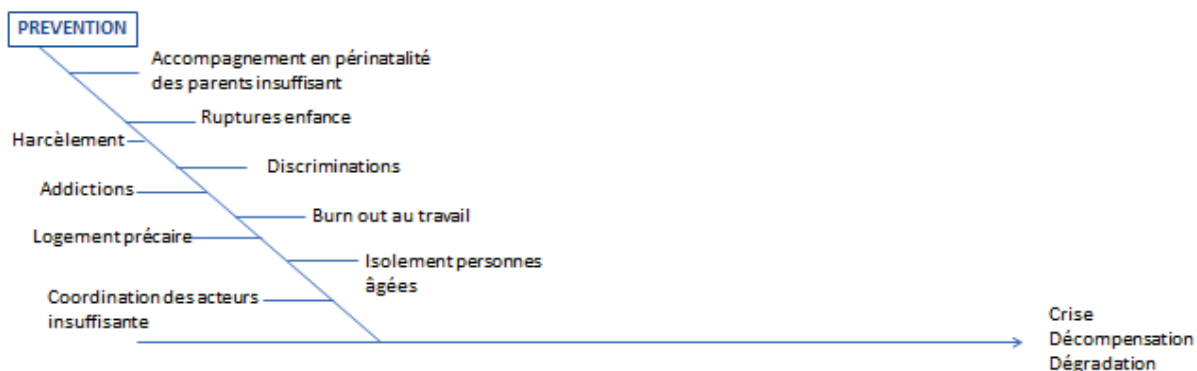 PREVENTION
Accompagnement en périnatalité
des parents insuffisant
Ruptures enfance
Harcèlement
Discriminations
Addictions
Burn out au travail
Logement précaire
Isolement personnes
âgées
Coordination des acteurs
insuffisante
Crise
Décompensation
Dégradation